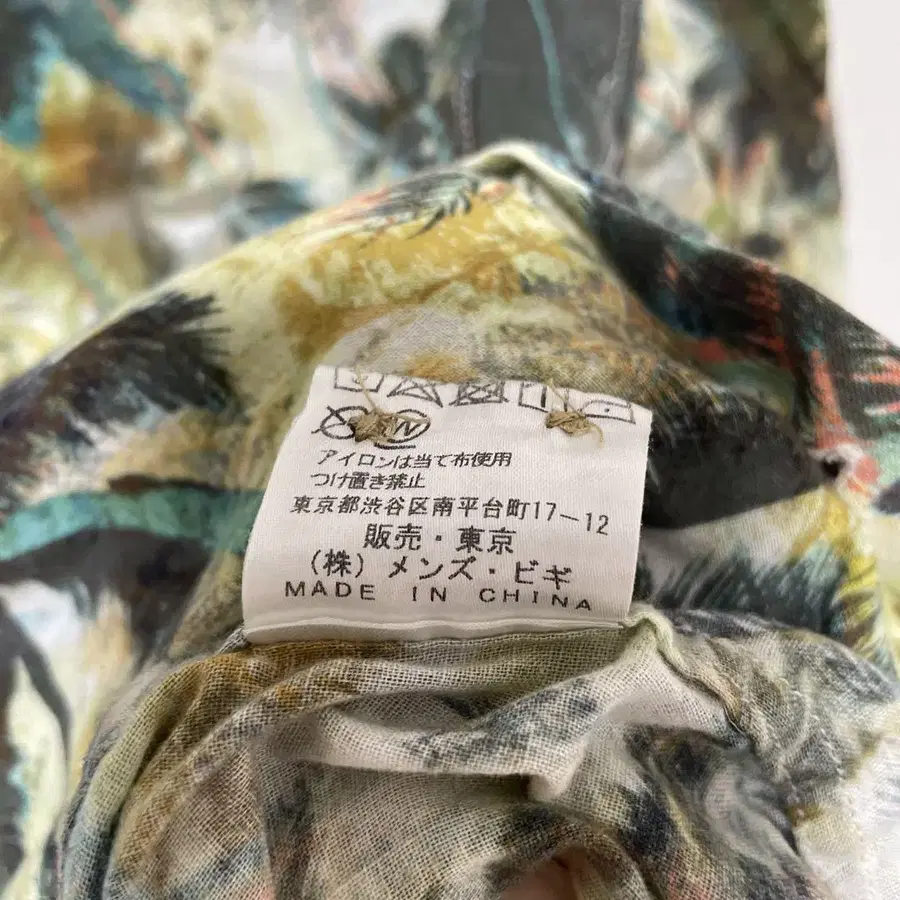 アイロンは当て布使用
つけ置き禁止
東京都渋谷区南平台町17-12
販売・東京
(株)メンズ・ビギ
MADE IN CHINA